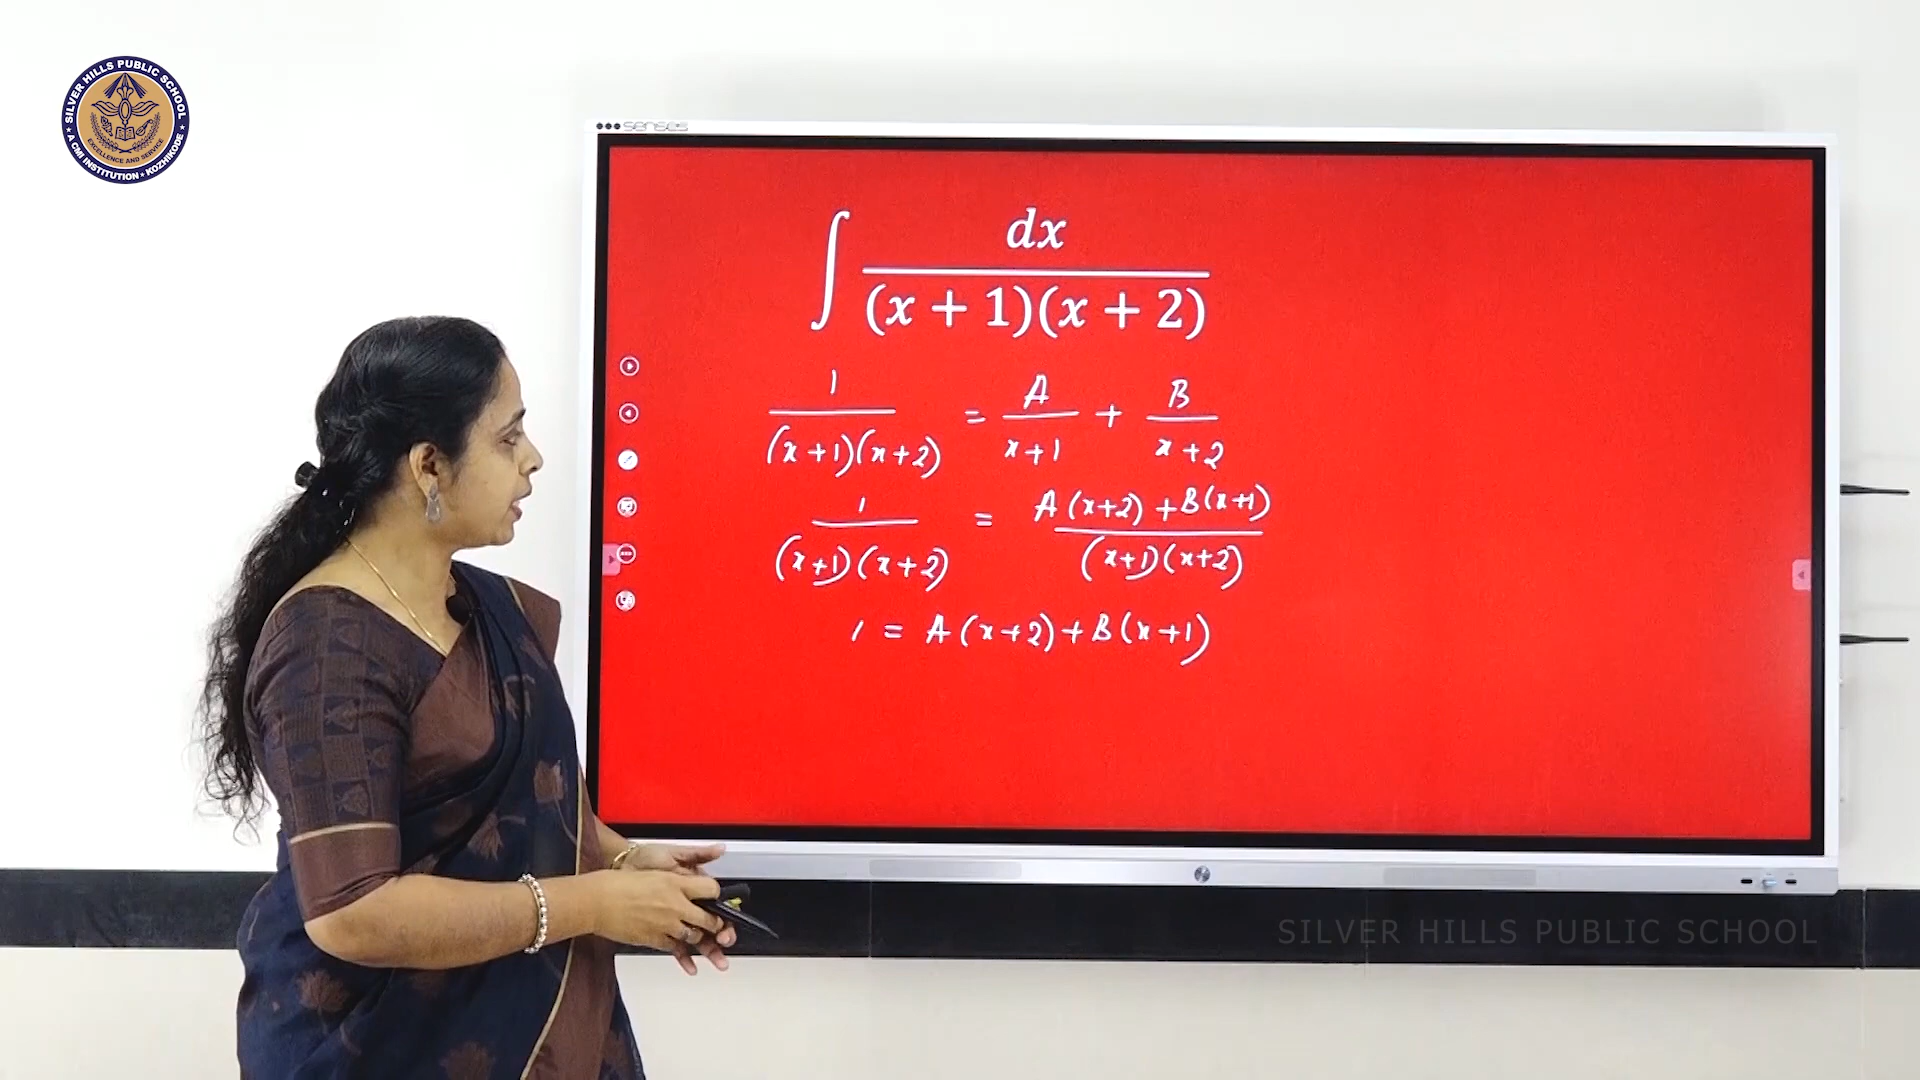 SILVER HILLS PUBLIC SCHOOL
EXCELLENCE AND SERVICE
★ A CMI INSTITUTION ★ KOZHIKODE ★
senses
∫ dx / (x + 1)(x + 2)
1 / (x+1)(x+2) = A / x+1 + B / x+2
1 / (x+1)(x+2) = A(x+2) + B(x+1) / (x+1)(x+2)
1 = A(x+2) + B(x+1)
SILVER HILLS PUBLIC SCHOOL